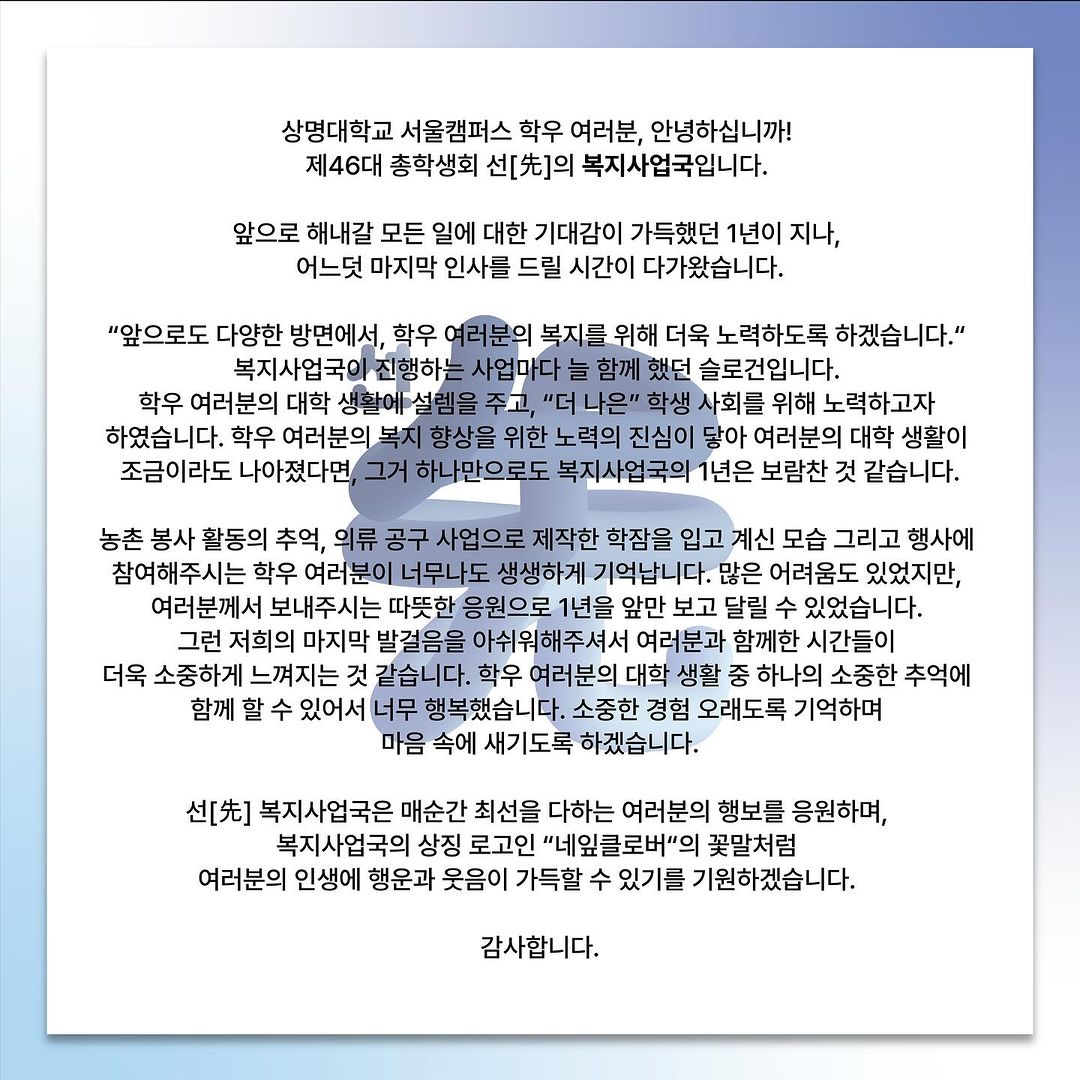 상명대학교 서울캠퍼스 학우 여러분, 안녕하십니까!
제46대 총학생회 선[先]의 복지사업국입니다.
앞으로 해내갈 모든 일에 대한 기대감이 가득했던 1년이 지나,
어느덧 마지막 인사를 드릴 시간이 다가왔습니다.
“앞으로도 다양한 방면에서, 학우 여러분의 복지를 위해 더욱 노력하도록 하겠습니다.“
복지사업국이 진행하는 사업마다 늘 함께 했던 슬로건입니다.
학우 여러분의 대학 생활에 설렘을 주고, “더 나은” 학생 사회를 위해 노력하고자
하였습니다. 학우 여러분의 복지 향상을 위한 노력의 진심이 닿아 여러분의 대학 생활이
조금이라도 나아졌다면, 그거 하나만으로도 복지사업국의 1년은 보람찬 것 같습니다.
농촌 봉사 활동의 추억, 의류 공구 사업으로 제작한 학잠을 입고 계신 모습 그리고 행사에
참여해주시는 학우 여러분이 너무나도 생생하게 기억납니다. 많은 어려움도 있었지만,
여러분께서 보내주시는 따뜻한 응원으로 1년을 앞만 보고 달릴 수 있었습니다.
그런 저희의 마지막 발걸음을 아쉬워해주셔서 여러분과 함께한 시간들이
더욱 소중하게 느껴지는 것 같습니다. 학우 여러분의 대학 생활 중 하나의 소중한 추억에
함께 할 수 있어서 너무 행복했습니다. 소중한 경험 오래도록 기억하며
마음 속에 새기도록 하겠습니다.
선[先] 복지사업국은 매순간 최선을 다하는 여러분의 행보를 응원하며,
복지사업국의 상징 로고인 “네잎클로버“의 꽃말처럼
여러분의 인생에 행운과 웃음이 가득할 수 있기를 기원하겠습니다.
감사합니다.
선
先